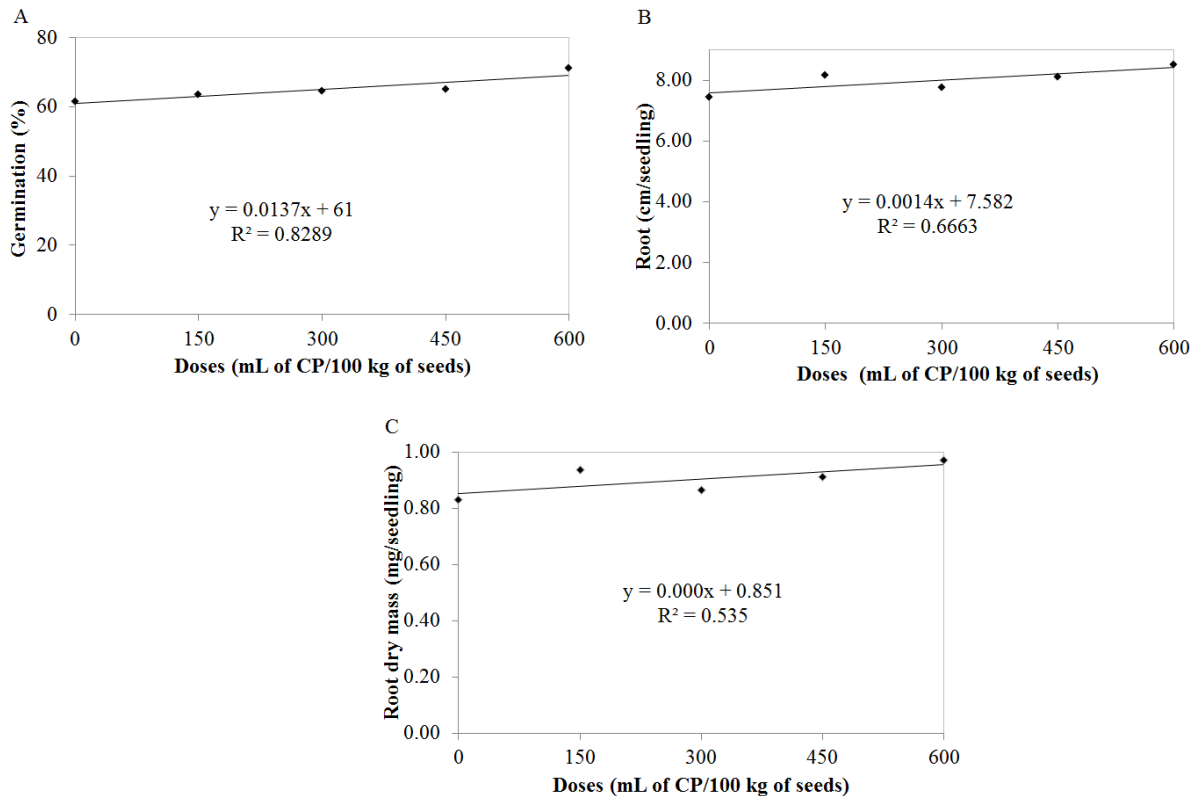 A
Germination (%)
80
60
40
20
0
y = 0.0137x + 61
R² = 0.8289
0 150 300 450 600
Doses (mL of CP/100 kg of seeds)
B
Root (cm/seedling)
8.00
6.00
4.00
2.00
0.00
y = 0.0014x + 7.582
R² = 0.6663
0 150 300 450 600
Doses (mL of CP/100 kg of seeds)
C
Root dry mass (mg/seedling)
1.00
0.80
0.60
0.40
0.20
0.00
y = 0.000x + 0.851
R² = 0.535
0 150 300 450 600
Doses (mL of CP/100 kg of seeds)